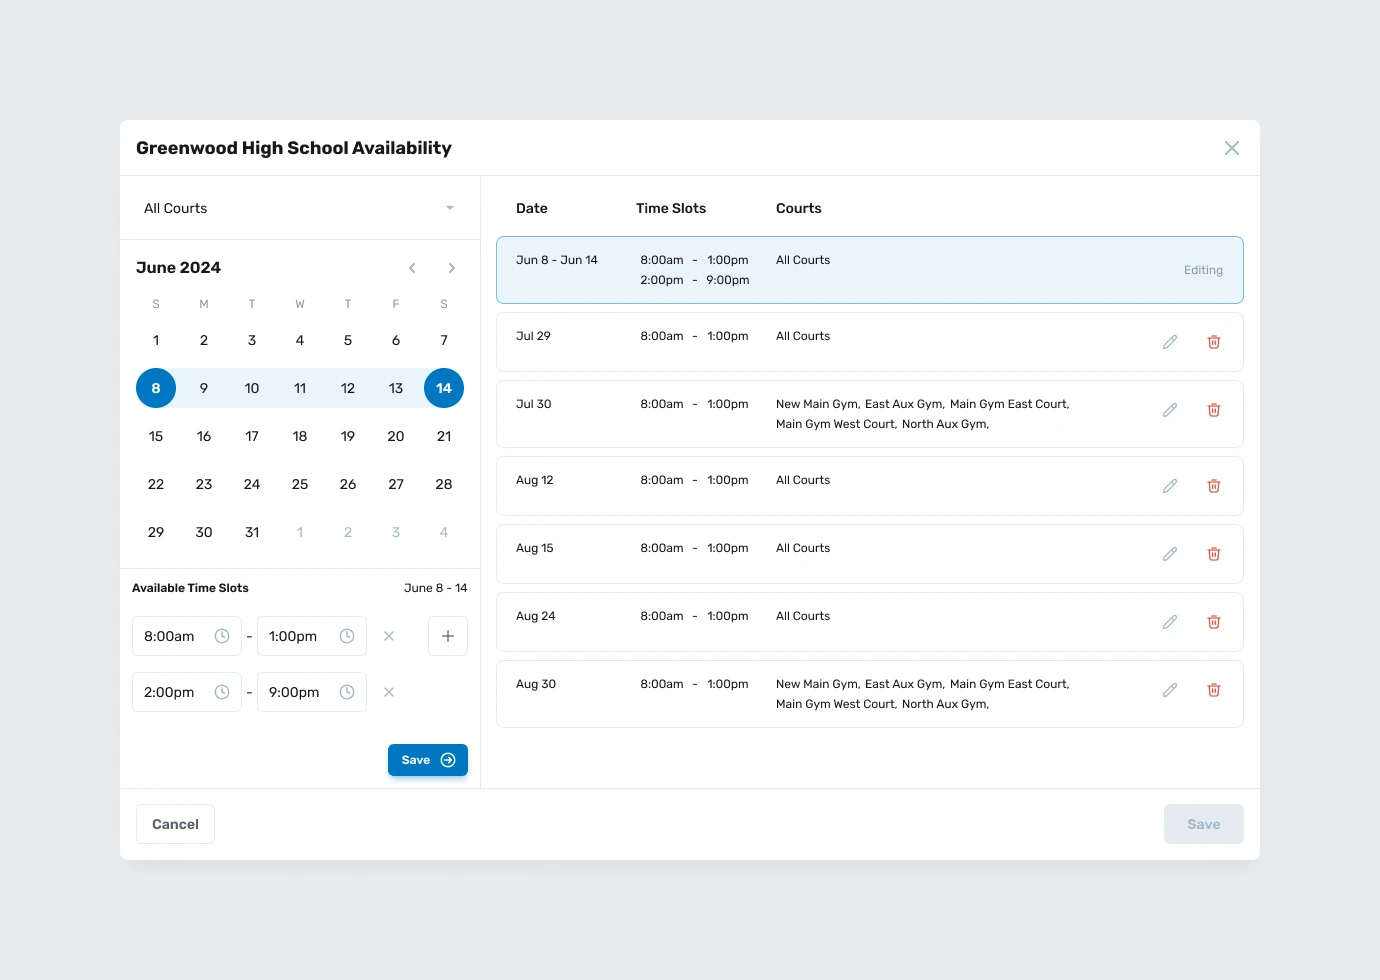 Greenwood High School Availability
All Courts
June 2024
S M T W T F S
1 2 3 4 5 6 7
8 9 10 11 12 13 14
15 16 17 18 19 20 21
22 23 24 25 26 27 28
29 30 31 1 2 3 4
Available Time Slots June 8 - 14
8:00am - 1:00pm
2:00pm - 9:00pm
Save
Date Time Slots Courts
Jun 8 - Jun 14 8:00am - 1:00pm All Courts
2:00pm - 9:00pm
Editing
Jul 29 8:00am - 1:00pm All Courts
Jul 30 8:00am - 1:00pm New Main Gym, East Aux Gym, Main Gym East Court,
Main Gym West Court, North Aux Gym,
Aug 12 8:00am - 1:00pm All Courts
Aug 15 8:00am - 1:00pm All Courts
Aug 24 8:00am - 1:00pm All Courts
Aug 30 8:00am - 1:00pm New Main Gym, East Aux Gym, Main Gym East Court,
Main Gym West Court, North Aux Gym,
Cancel Save